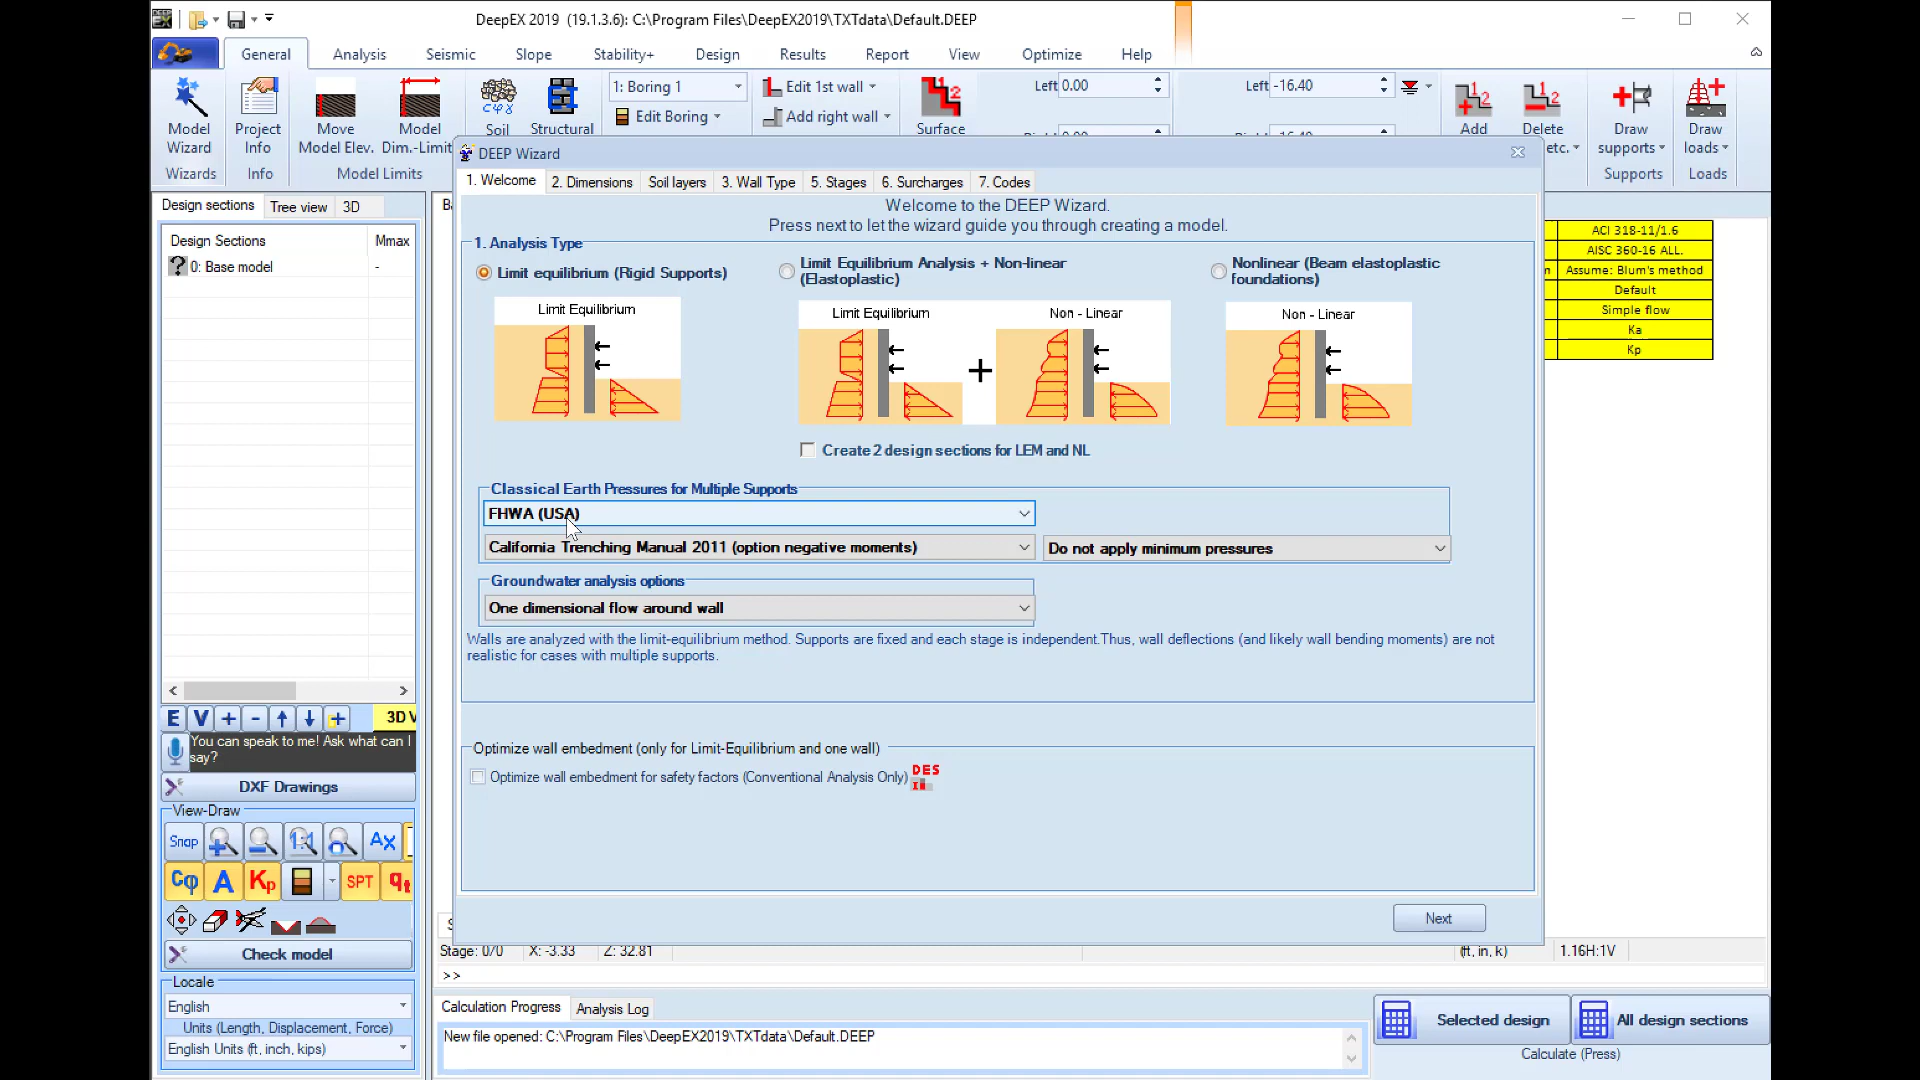 DeepEX 2019 (19.1.3.6): C:\Program Files\DeepEX2019\TXTdata\Default.DEEP
General
Analysis
Seismic
Slope
Stability+
Design
Results
Report
View
Optimize
Help
Model
Wizard
Wizards
Project
Info
Info
Move
Model Elev.
Model
Dim.-Limit
Model Limits
Soil
Structural
1: Boring 1
Edit Boring
Edit 1st wall
Add right wall
Surface
Left 0.00
Left -16.40
Add
Delete
etc.
Draw
supports
Supports
Draw
loads
Loads
Design sections
Tree view
3D
Design Sections
Mmax
0: Base model
-
E V + - ↑ ↓ +
3D V
You can speak to me! Ask what can I
say?
DXF Drawings
View-Draw
Snap
1:1
Ax
Cφ
A
Kp
SPT
qt
Check model
Locale
English
Units (Length, Displacement, Force)
English Units (ft, inch, kips)
DEEP Wizard
1. Welcome
2. Dimensions
Soil layers
3. Wall Type
5. Stages
6. Surcharges
7. Codes
Welcome to the DEEP Wizard.
Press next to let the wizard guide you through creating a model.
1. Analysis Type
Limit equilibrium (Rigid Supports)
Limit Equilibrium Analysis + Non-linear
(Elastoplastic)
Nonlinear (Beam elastoplastic
foundations)
Limit Equilibrium
Limit Equilibrium
+
Non - Linear
Non - Linear
Create 2 design sections for LEM and NL
Classical Earth Pressures for Multiple Supports
FHWA (USA)
California Trenching Manual 2011 (option negative moments)
Do not apply minimum pressures
Groundwater analysis options
One dimensional flow around wall
Walls are analyzed with the limit-equilibrium method. Supports are fixed and each stage is independent.Thus, wall deflections (and likely wall bending moments) are not
realistic for cases with multiple supports.
Optimize wall embedment (only for Limit-Equilibrium and one wall)
Optimize wall embedment for safety factors (Conventional Analysis Only)
DES
Next
ACI 318-11/1.6
AISC 360-16 ALL.
Assume: Blum's method
Default
Simple flow
Ka
Kp
Stage: 0/0
X: -3.33
Z: 32.81
(ft, in, k)
1.16H:1V
>>
Calculation Progress
Analysis Log
New file opened: C:\Program Files\DeepEX2019\TXTdata\Default.DEEP
Selected design
All design sections
Calculate (Press)